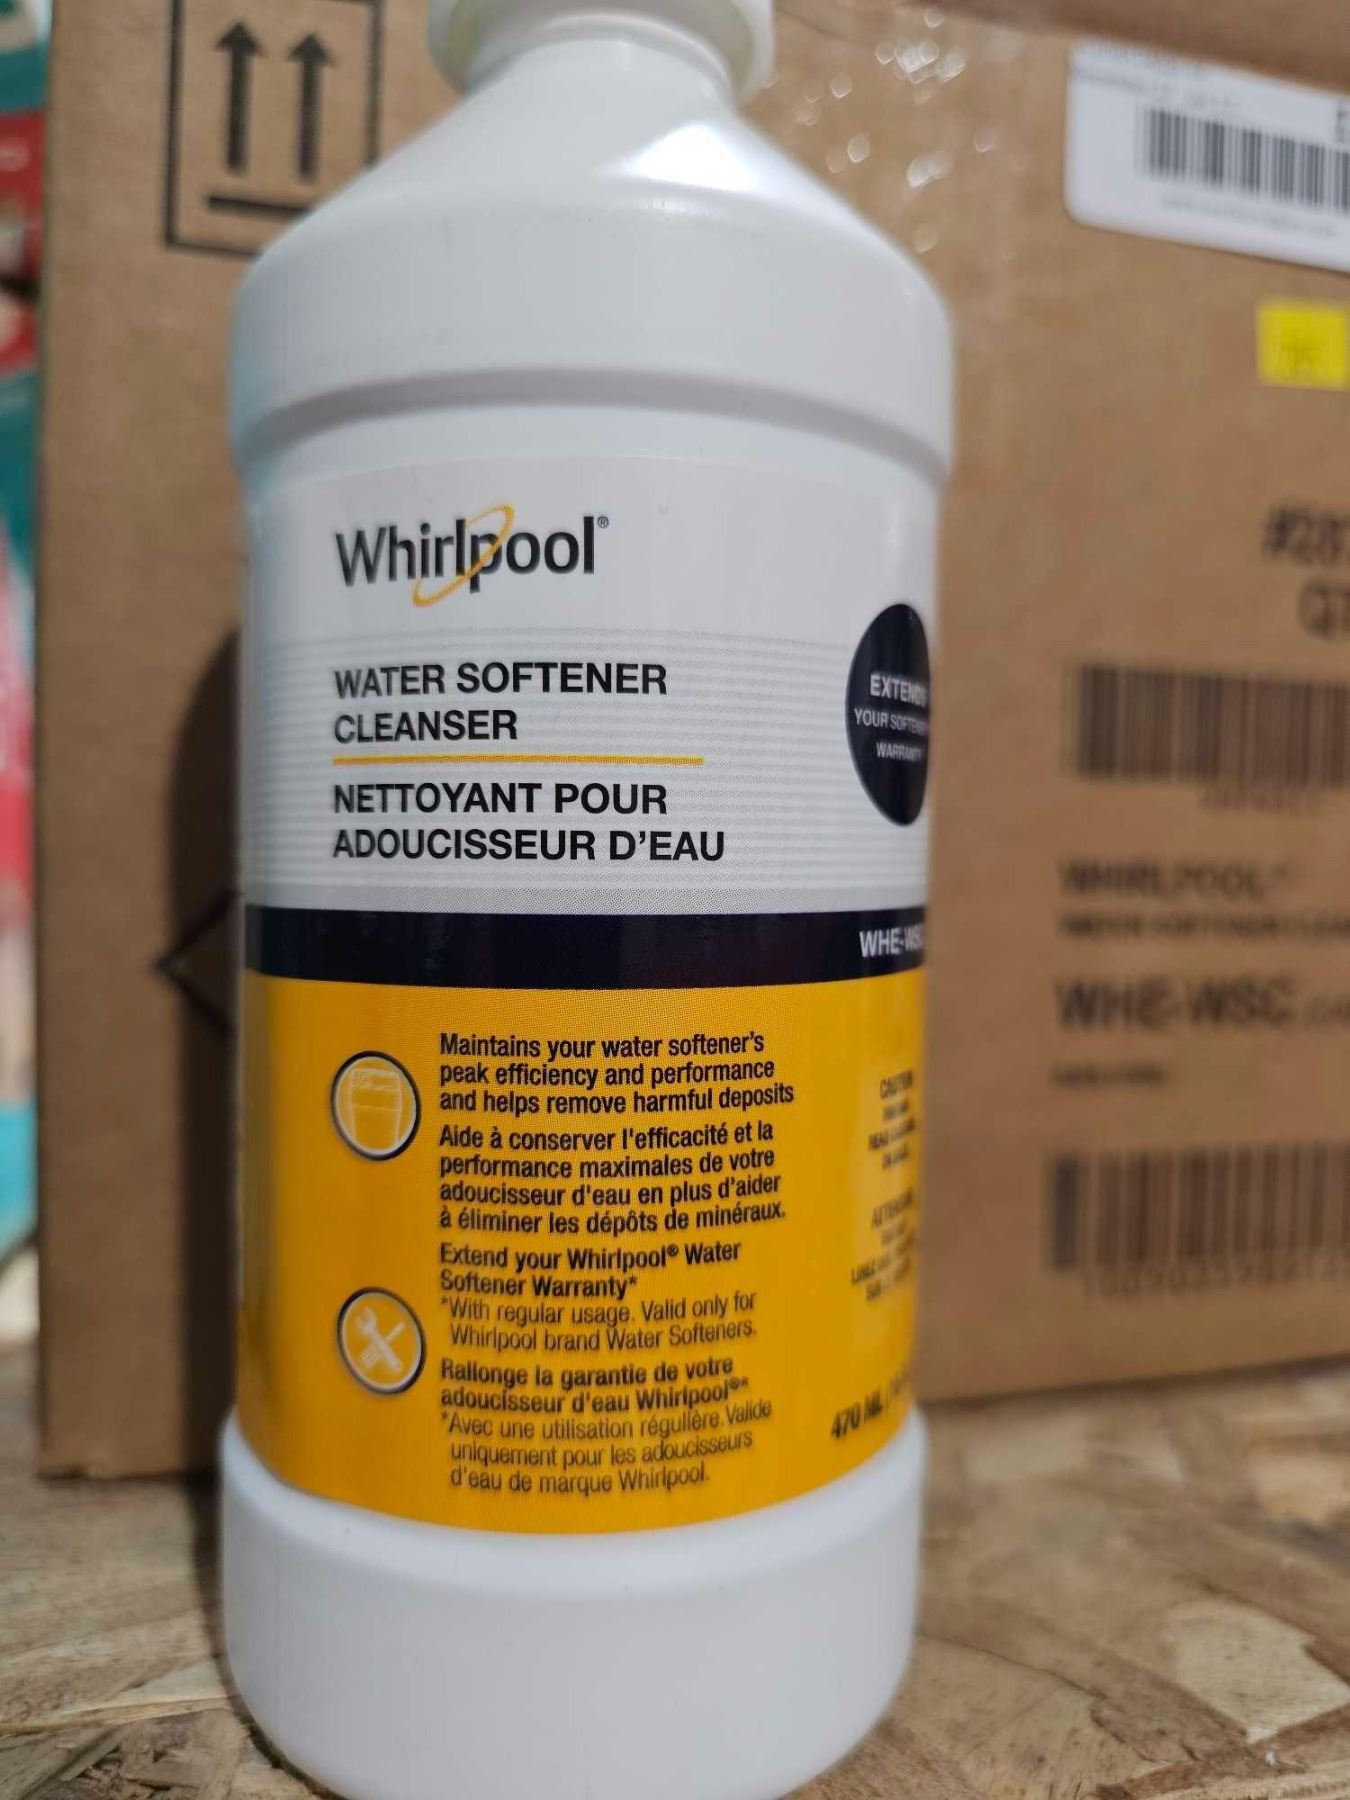 Whirlpool®
WATER SOFTENER
CLEANSER
NETTOYANT POUR
ADOUCISSEUR D'EAU
EXTENDS
YOUR SOFTENER
WARRANTY
WHE-WSC
Maintains your water softener's
peak efficiency and performance
and helps remove harmful deposits
Aide à conserver l'efficacité et la
performance maximales de votre
adoucisseur d'eau en plus d'aider
à éliminer les dépôts de minéraux.
Extend your Whirlpool® Water
Softener Warranty*
*With regular usage. Valid only for
Whirlpool brand Water Softeners.
Rallonge la garantie de votre
adoucisseur d'eau Whirlpool®*
*Avec une utilisation régulière. Valide
uniquement pour les adoucisseurs
d'eau de marque Whirlpool.
470 ML
WHIRLPOOL
WHE-WSC